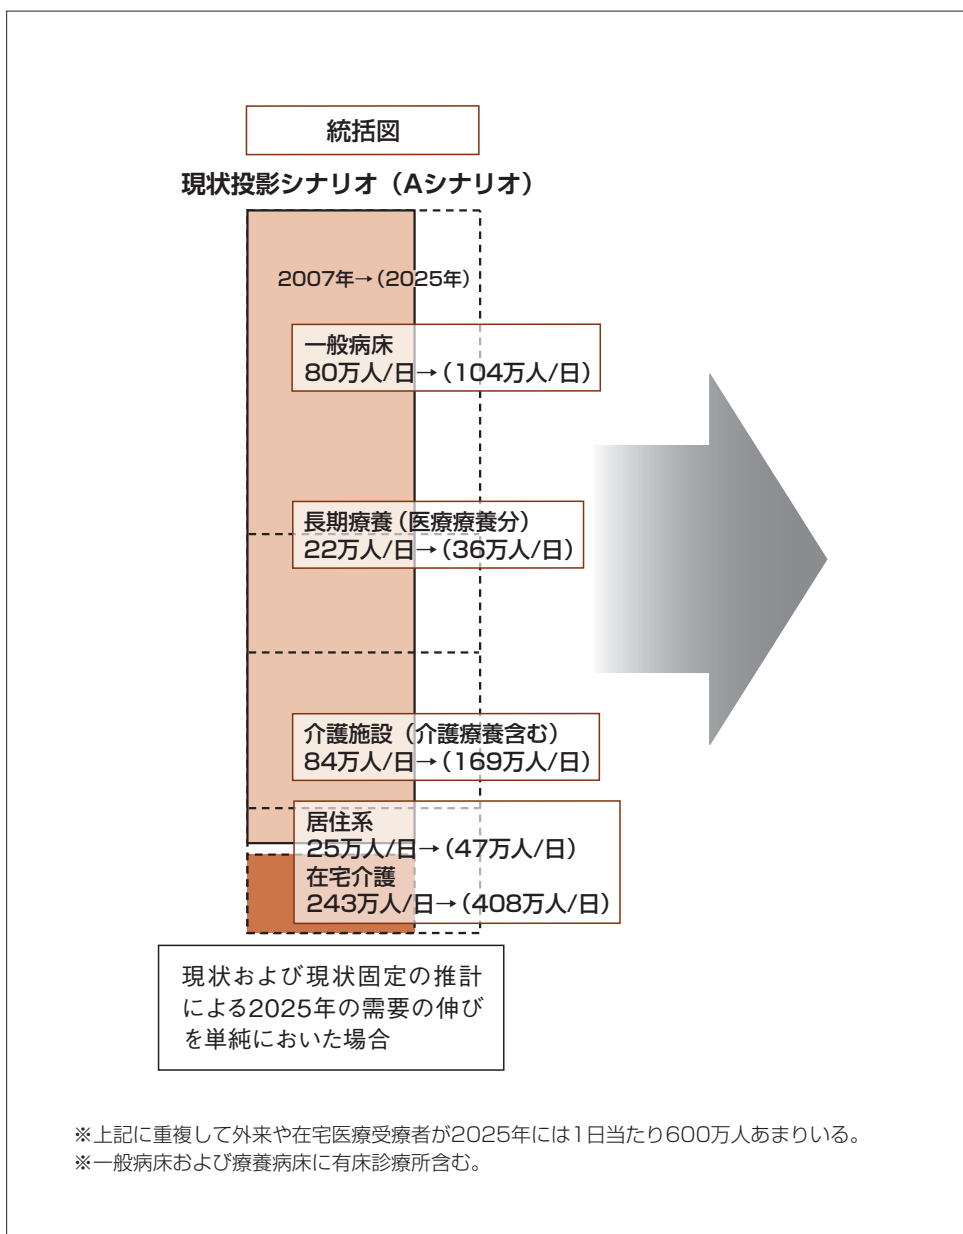 統括図
現状投影シナリオ（Aシナリオ）
2007年→（2025年）
一般病床
80万人/日→（104万人/日）
長期療養（医療療養分）
22万人/日→（36万人/日）
介護施設（介護療養含む）
84万人/日→（169万人/日）
居住系
25万人/日→（47万人/日）
在宅介護
243万人/日→（408万人/日）
現状および現状固定の推計
による2025年の需要の伸び
を単純においた場合
※上記に重複して外来や在宅医療受療者が2025年には1日当たり600万人あまりいる。
※一般病床および療養病床に有床診療所含む。